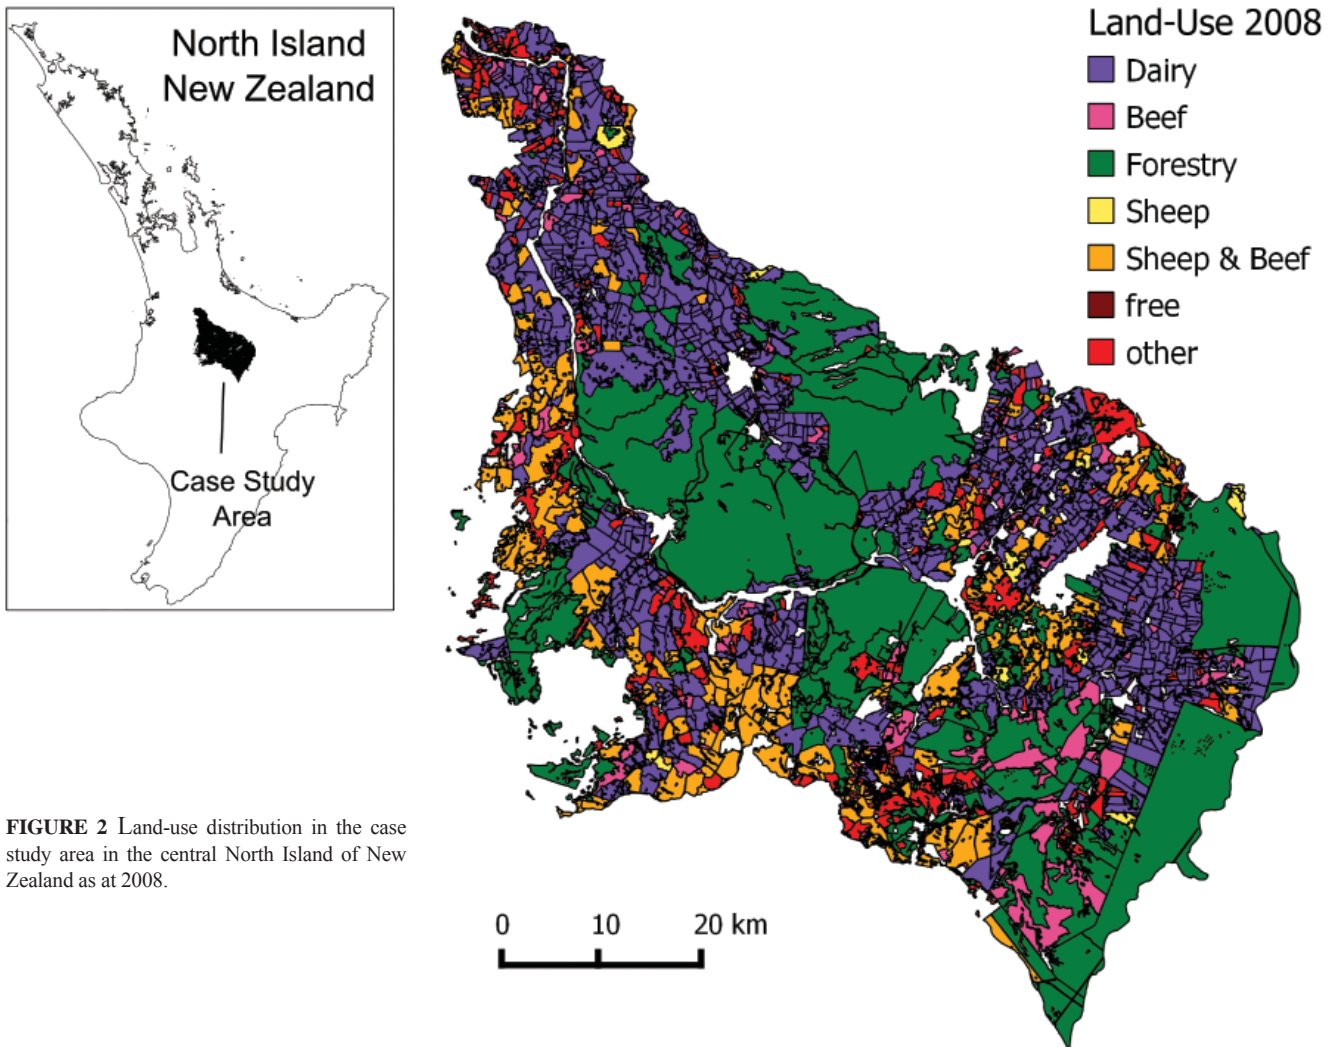 North Island
New Zealand
Case Study
Area
Land-Use 2008
Dairy
Beef
Forestry
Sheep
Sheep & Beef
free
other
FIGURE 2 Land-use distribution in the case
study area in the central North Island of New
Zealand as at 2008.
0 10 20 km